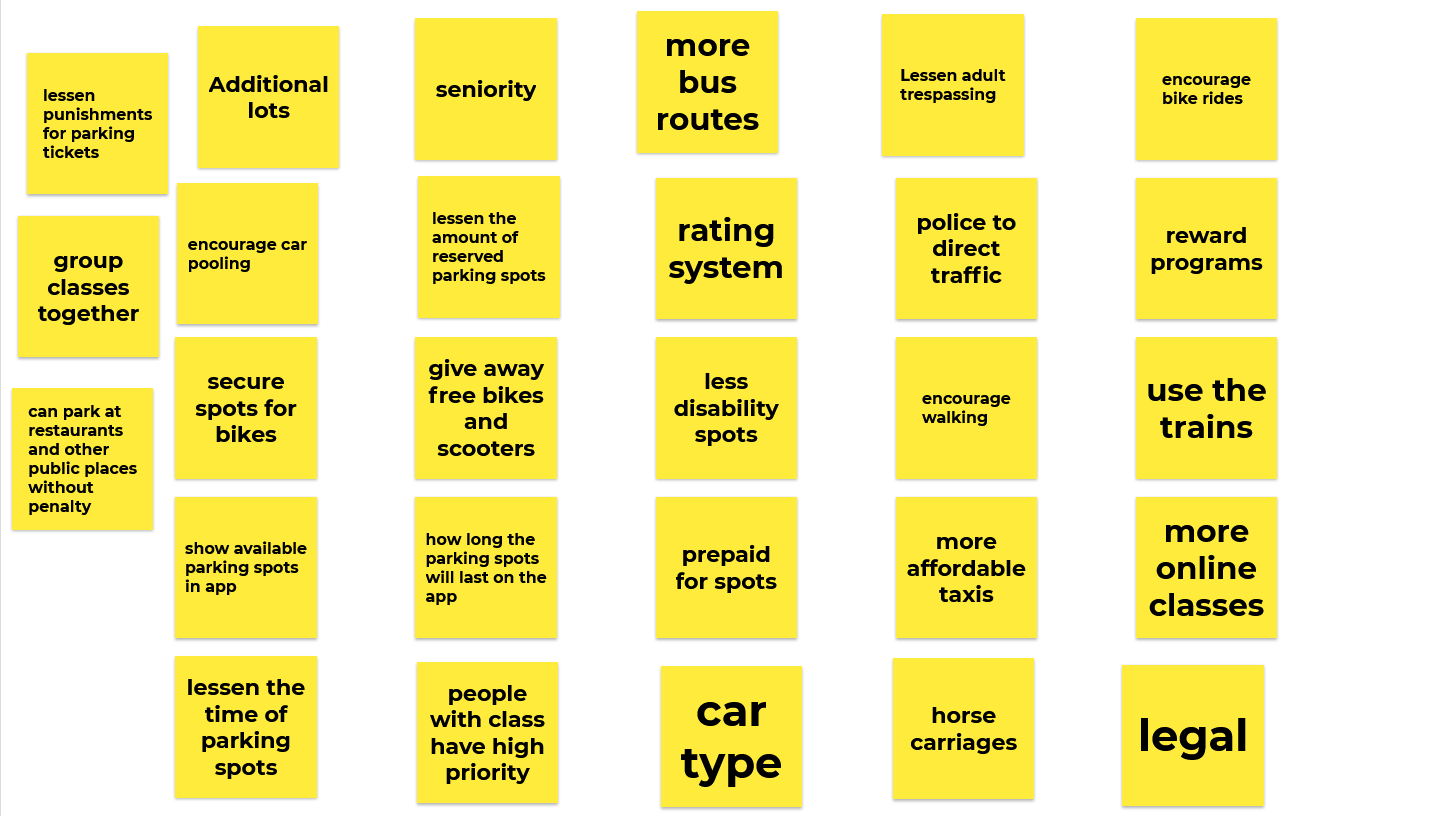 lessen
punishments
for parking
tickets
Additional
lots
seniority
more
bus
routes
Lessen adult
trespassing
encourage
bike rides
group
classes
together
encourage car
pooling
lessen the
amount of
reserved
parking spots
rating
system
police to
direct
traffic
reward
programs
can park at
restaurants
and other
public places
without
penalty
secure
spots for
bikes
give away
free bikes
and
scooters
less
disability
spots
encourage
walking
use the
trains
show available
parking spots
in app
how long the
parking spots
will last on the
app
prepaid
for spots
more
affordable
taxis
more
online
classes
lessen the
time of
parking
spots
people
with class
have high
priority
car
type
horse
carriages
legal